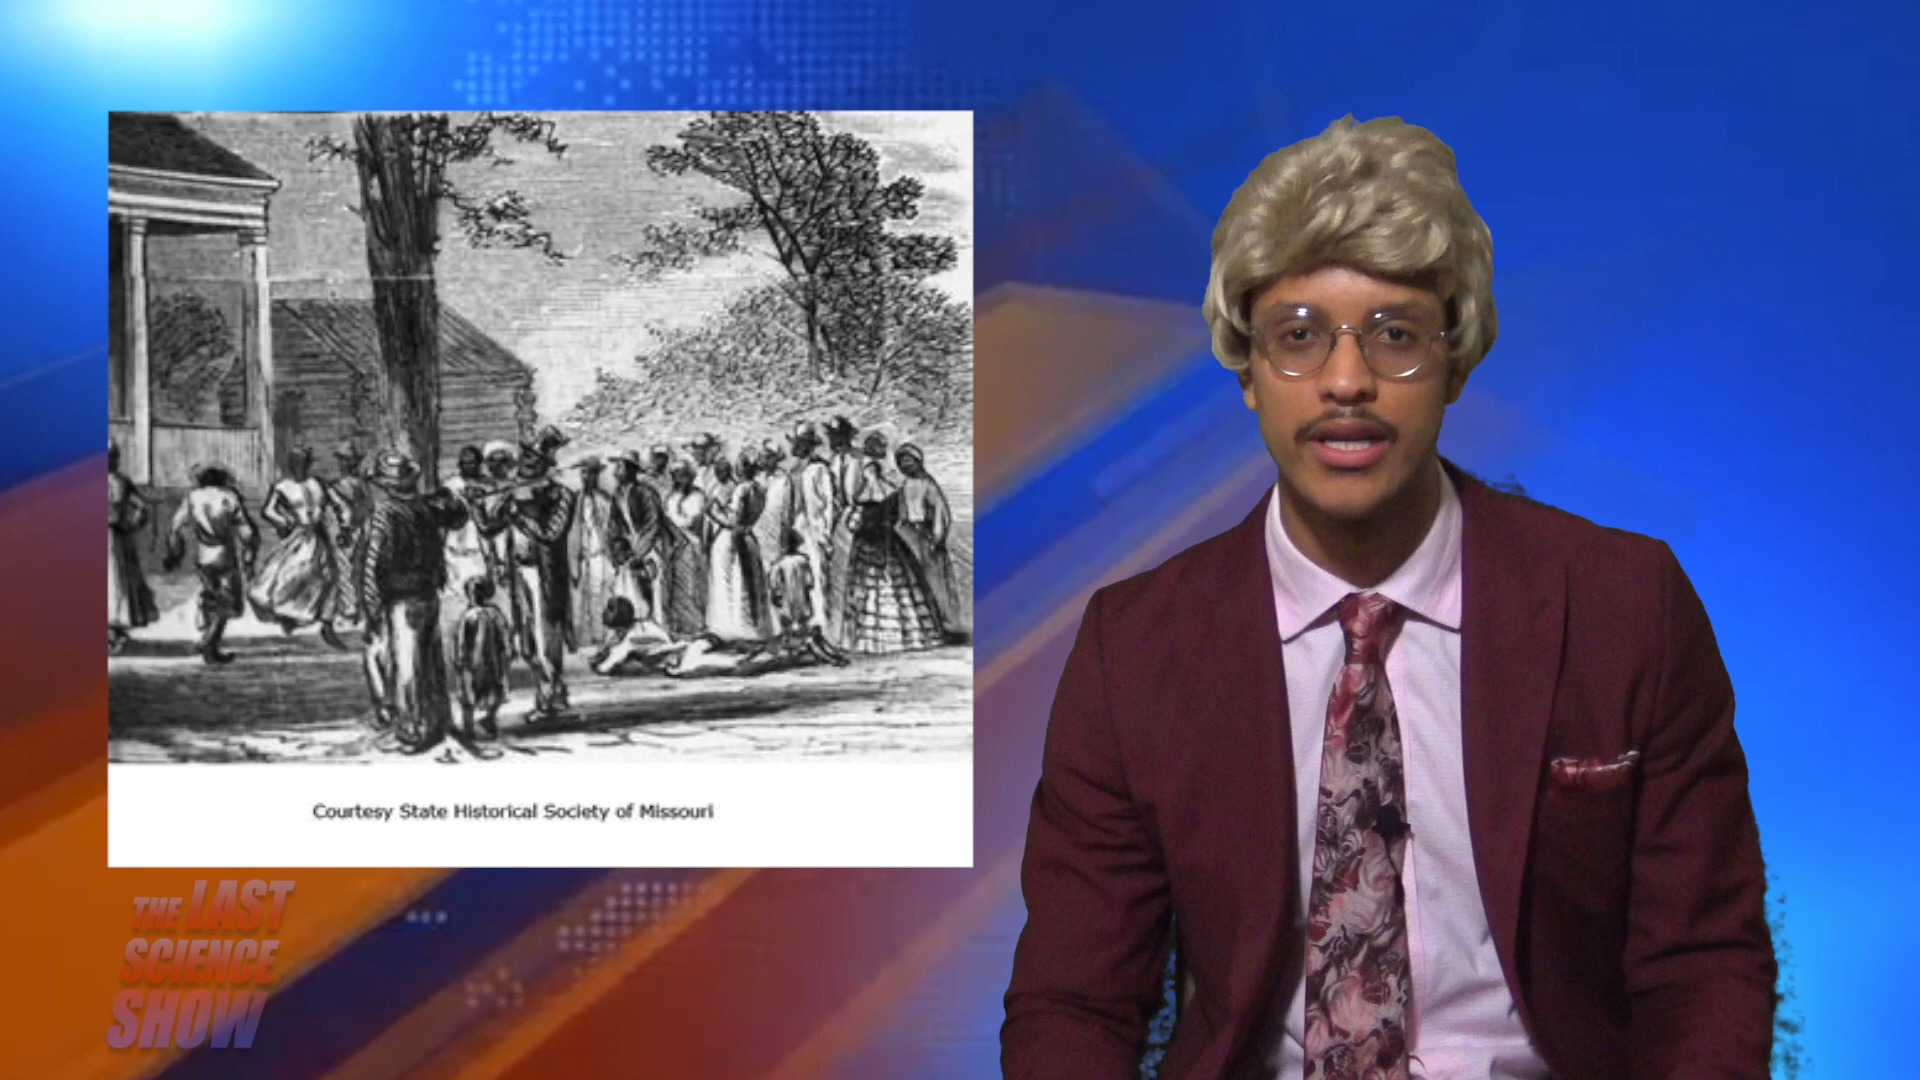 Courtesy State Historical Society of Missouri
THE LAST
SCIENCE
SHOW